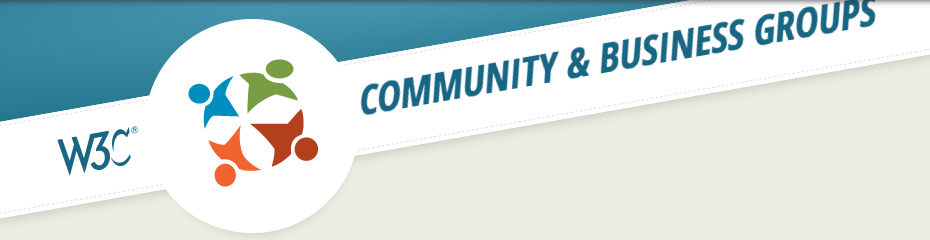 W3C®
COMMUNITY & BUSINESS GROUPS